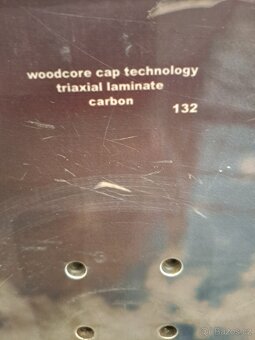 woodcore cap technology
triaxial laminate
carbon
132